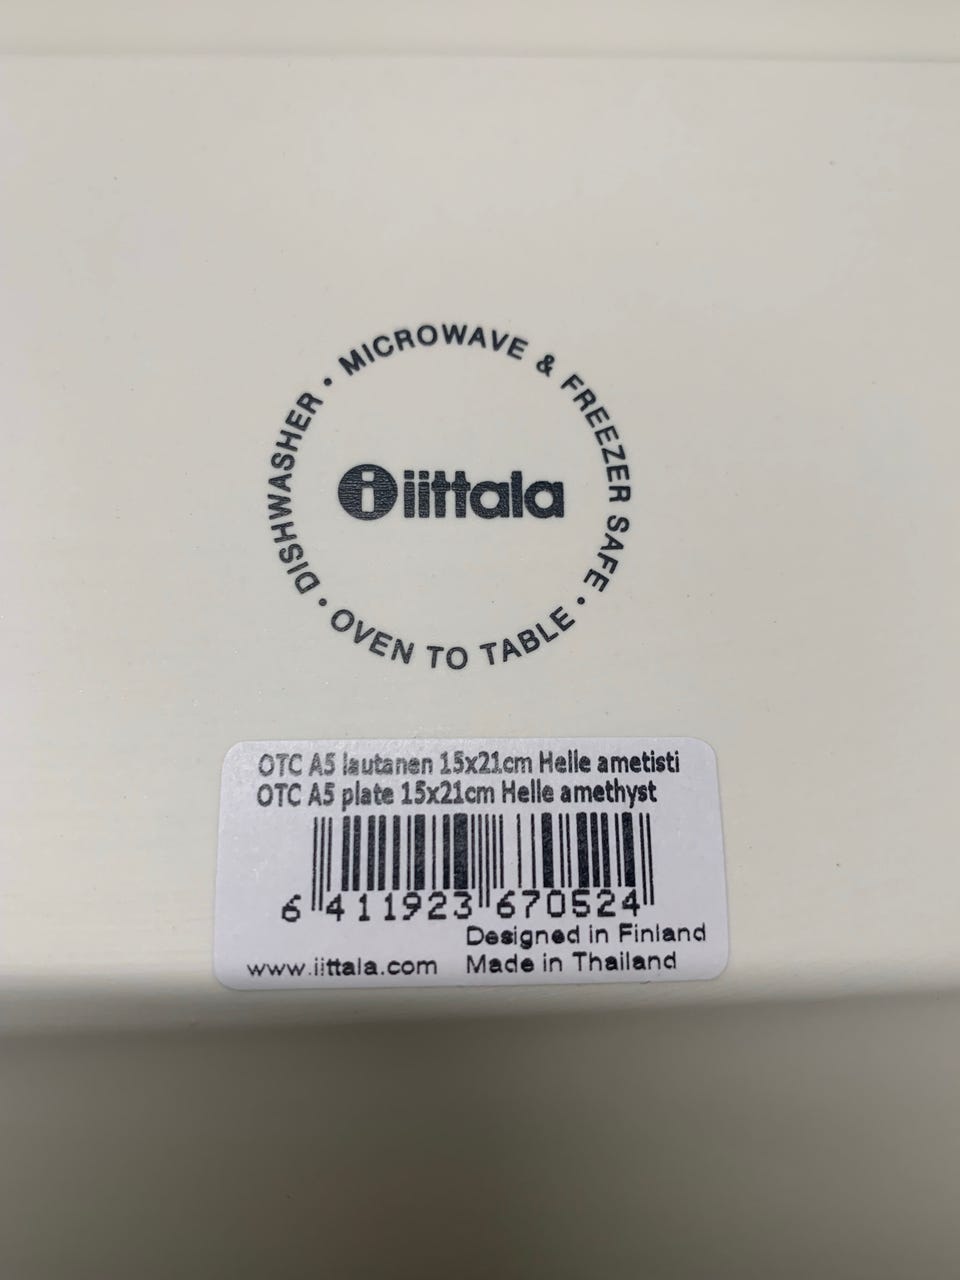 DISHWASHER • MICROWAVE & FREEZER SAFE • OVEN TO TABLE •
i iittala
OTC A5 lautanen 15x21cm Helle ametisti
OTC A5 plate 15x21cm Helle amethyst
6 411923 670524
Designed in Finland
www.iittala.com Made in Thailand